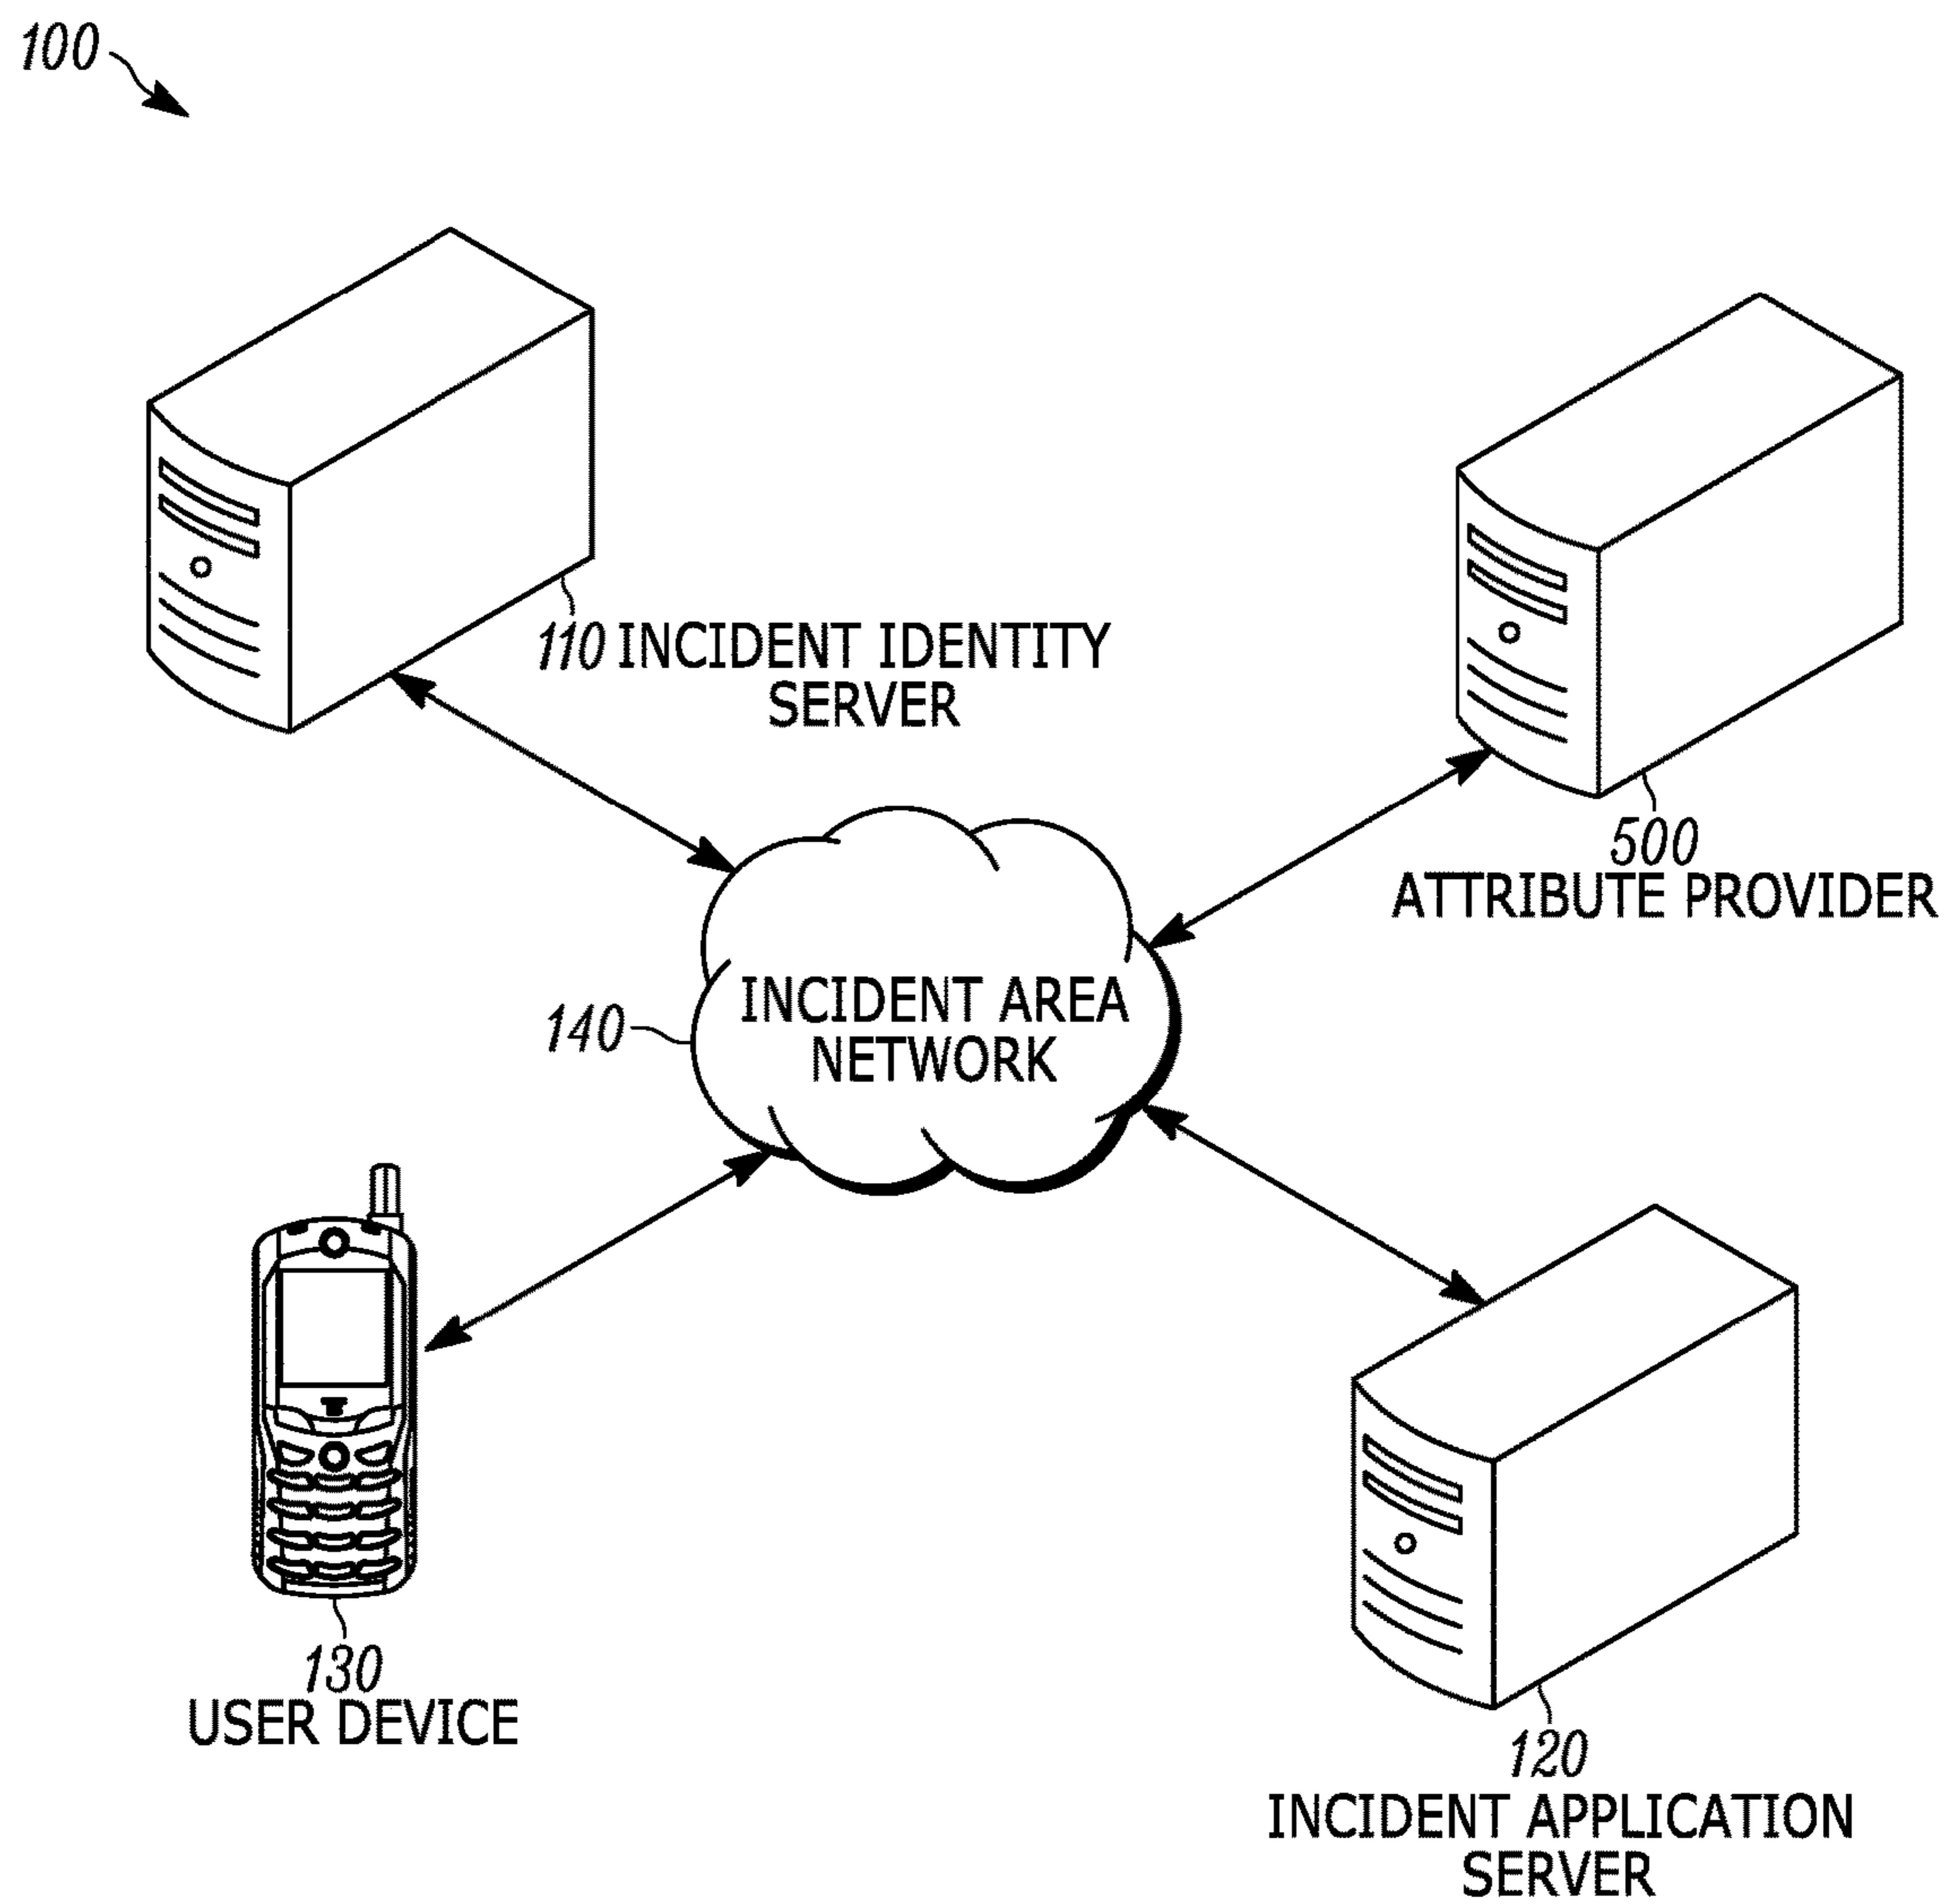 100
110 INCIDENT IDENTITY
SERVER
500
ATTRIBUTE PROVIDER
140
INCIDENT AREA
NETWORK
130
USER DEVICE
120
INCIDENT APPLICATION
SERVER